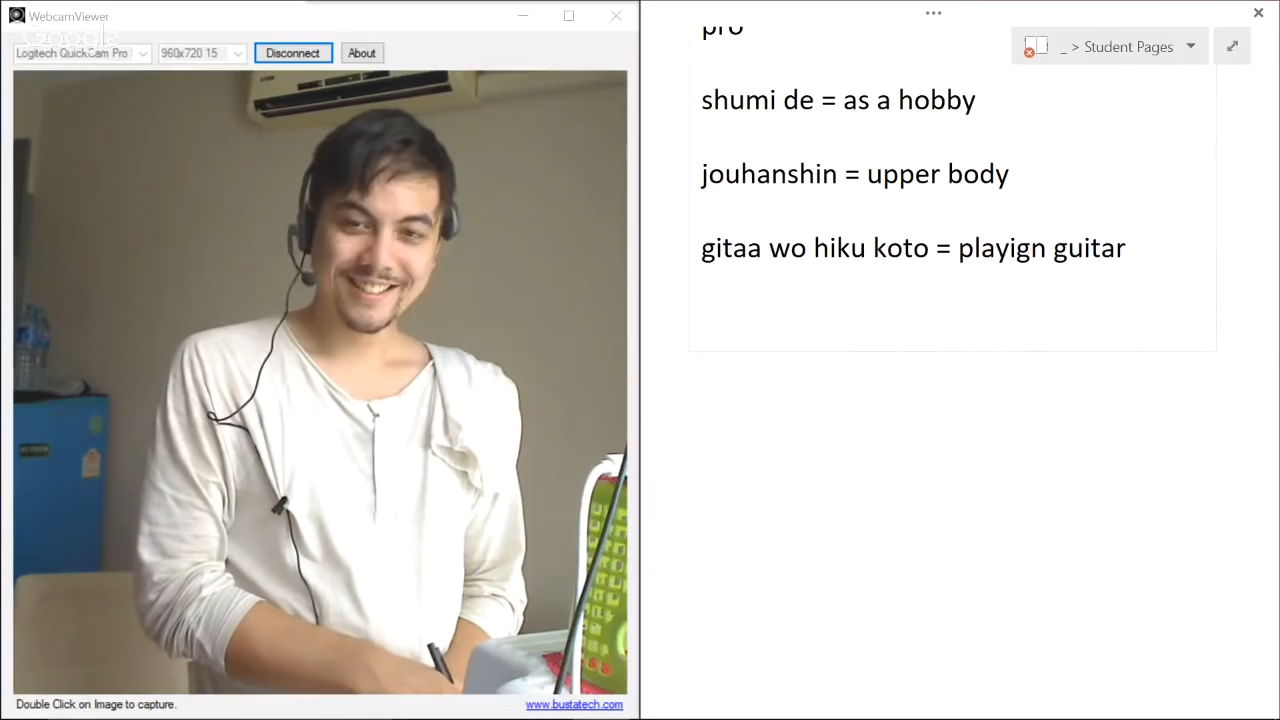 WebcamViewer
Google
Logitech QuickCam Pro
960x720 15
Disconnect
About
Double Click on Image to capture.
www.bustatech.com
pro
_ > Student Pages
shumi de = as a hobby
jouhanshin = upper body
gitaa wo hiku koto = playign guitar